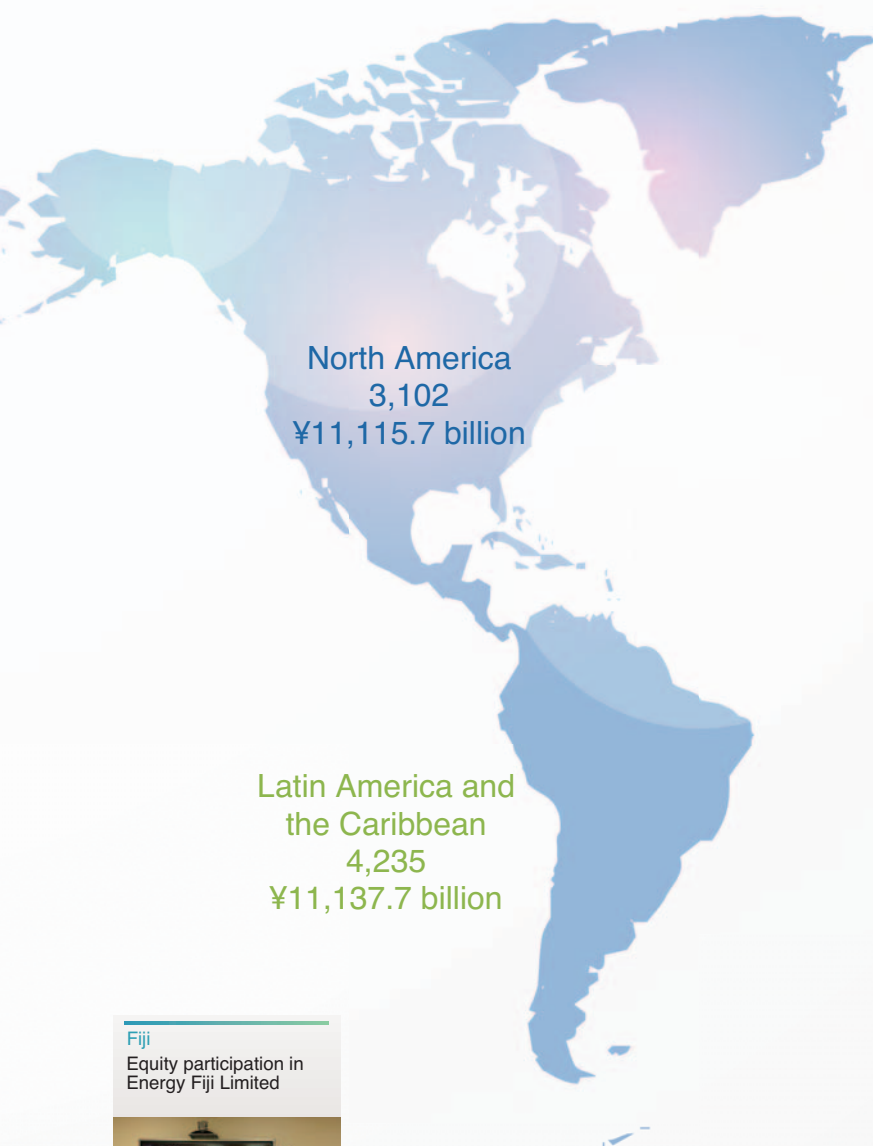 North America
3,102
¥11,115.7 billion
Latin America and
the Caribbean
4,235
¥11,137.7 billion
Fiji
Equity participation in
Energy Fiji Limited